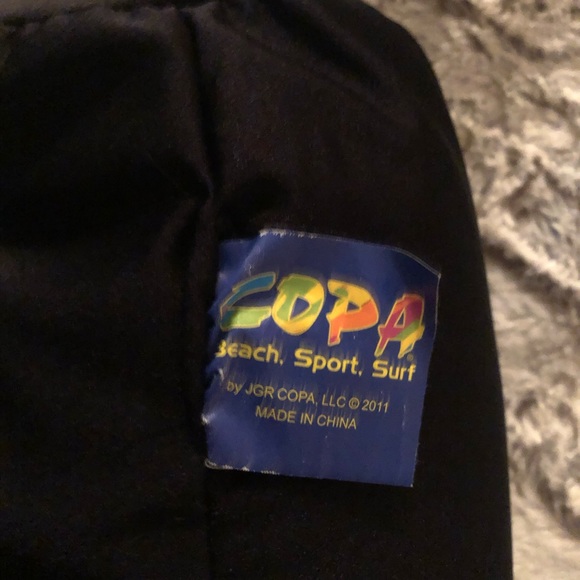 COPA®
Beach. Sport. Surf
by JGR COPA, LLC © 2011
MADE IN CHINA